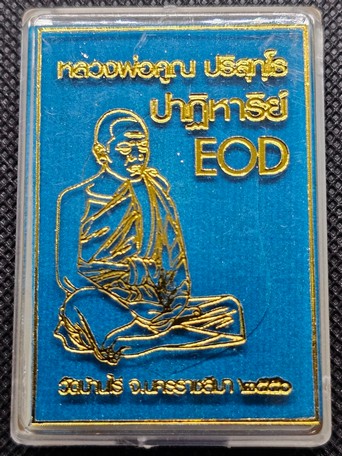 หลวงพ่อคูณ ปริสุทฺโธ
ปาฏิหาริย์
EOD
วัดบ้านไร่ จ.นครราชสีมา ๒๕๕๑